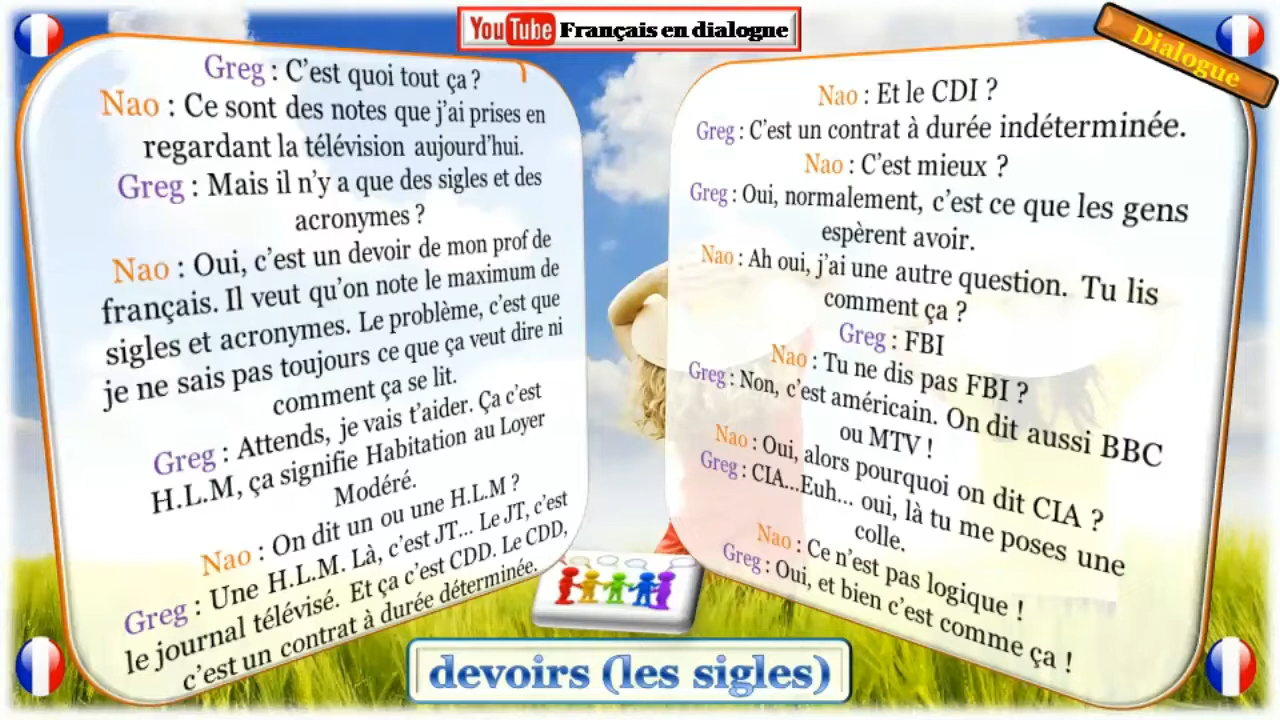 YouTube Français en dialogue
Dialogue
Greg : C'est quoi tout ça ?
Nao : Ce sont des notes que j'ai prises en
regardant la télévision aujourd'hui.
Greg : Mais il n'y a que des sigles et des
acronymes ?
Nao : Oui, c'est un devoir de mon prof de
français. Il veut qu'on note le maximum de
sigles et acronymes. Le problème, c'est que
je ne sais pas toujours ce que ça veut dire ni
comment ça se lit.
Greg : Attends, je vais t'aider. Ça c'est
H.L.M, ça signifie Habitation au Loyer
Modéré.
Nao : On dit un ou une H.L.M ?
Greg : Une H.L.M. Là, c'est JT... Le JT, c'est
le journal télévisé. Et ça c'est CDD. Le CDD,
c'est un contrat à durée déterminée.
Nao : Et le CDI ?
Greg : C'est un contrat à durée indéterminée.
Nao : C'est mieux ?
Greg : Oui, normalement, c'est ce que les gens
espèrent avoir.
Nao : Ah oui, j'ai une autre question. Tu lis
comment ça ?
Greg : FBI
Nao : Tu ne dis pas FBI ?
Greg : Non, c'est américain. On dit aussi BBC
ou MTV !
Nao : Oui, alors pourquoi on dit CIA ?
Greg : CIA...Euh... oui, là tu me poses une
colle.
Nao : Ce n'est pas logique !
Greg : Oui, et bien c'est comme ça !
devoirs (les sigles)